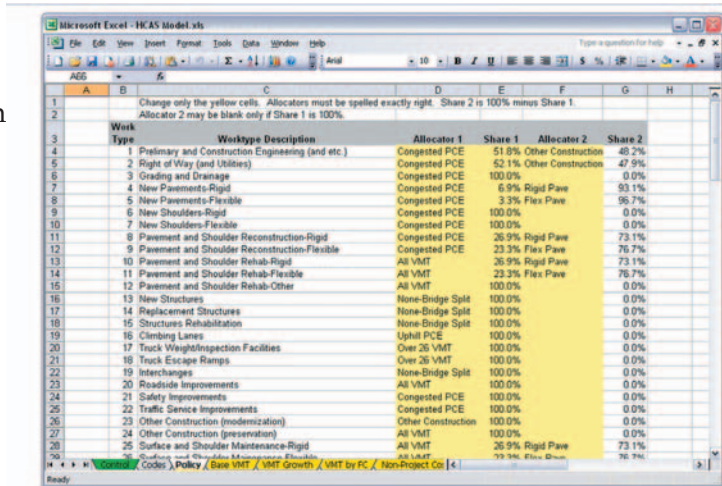 n
Microsoft Excel - HCAS Model.xls
File Edit View Insert Format Tools Data Window Help Type a question for help
Arial 10 B I U $ %
A66 fx
A B C D E F G H
1 Change only the yellow cells. Allocators must be spelled exactly right. Share 2 is 100% minus Share 1.
2 Allocator 2 may be blank only if Share 1 is 100%.
Work
3 Type Worktype Description Allocator 1 Share 1 Allocator 2 Share 2
4 1 Prelimary and Construction Engineering (and etc.) Congested PCE 51.8% Other Construction 48.2%
5 2 Right of Way (and Utilities) Congested PCE 52.1% Other Construction 47.9%
6 3 Grading and Drainage Congested PCE 100.0% 0.0%
7 4 New Pavements-Rigid Congested PCE 6.9% Rigid Pave 93.1%
8 5 New Pavements-Flexible Congested PCE 3.3% Flex Pave 96.7%
9 6 New Shoulders-Rigid Congested PCE 100.0% 0.0%
10 7 New Shoulders-Flexible Congested PCE 100.0% 0.0%
11 8 Pavement and Shoulder Reconstruction-Rigid Congested PCE 26.9% Rigid Pave 73.1%
12 9 Pavement and Shoulder Reconstruction-Flexible Congested PCE 23.3% Flex Pave 76.7%
13 10 Pavement and Shoulder Rehab-Rigid All VMT 26.9% Rigid Pave 73.1%
14 11 Pavement and Shoulder Rehab-Flexible All VMT 23.3% Flex Pave 76.7%
15 12 Pavement and Shoulder Rehab-Other All VMT 100.0% 0.0%
16 13 New Structures None-Bridge Split 100.0% 0.0%
17 14 Replacement Structures None-Bridge Split 100.0% 0.0%
18 15 Structures Rehabilitation None-Bridge Split 100.0% 0.0%
19 16 Climbing Lanes Uphill PCE 100.0% 0.0%
20 17 Truck Weight/Inspection Facilities Over 26 VMT 100.0% 0.0%
21 18 Truck Escape Ramps Over 26 VMT 100.0% 0.0%
22 19 Interchanges None-Bridge Split 100.0% 0.0%
23 20 Roadside Improvements All VMT 100.0% 0.0%
24 21 Safety Improvements Congested PCE 100.0% 0.0%
25 22 Traffic Service Improvements Congested PCE 100.0% 0.0%
26 23 Other Construction (modernization) Other Construction 100.0% 0.0%
27 24 Other Construction (preservation) All VMT 100.0% 0.0%
28 25 Surface and Shoulder Maintenance-Rigid All VMT 26.9% Rigid Pave 73.1%
29 26 Surface and Shoulder Maintenance-Flexible All VMT 23.3% Flex Pave 76.7%
Control Codes Policy Base VMT VMT Growth VMT by FC Non-Project Co
Ready